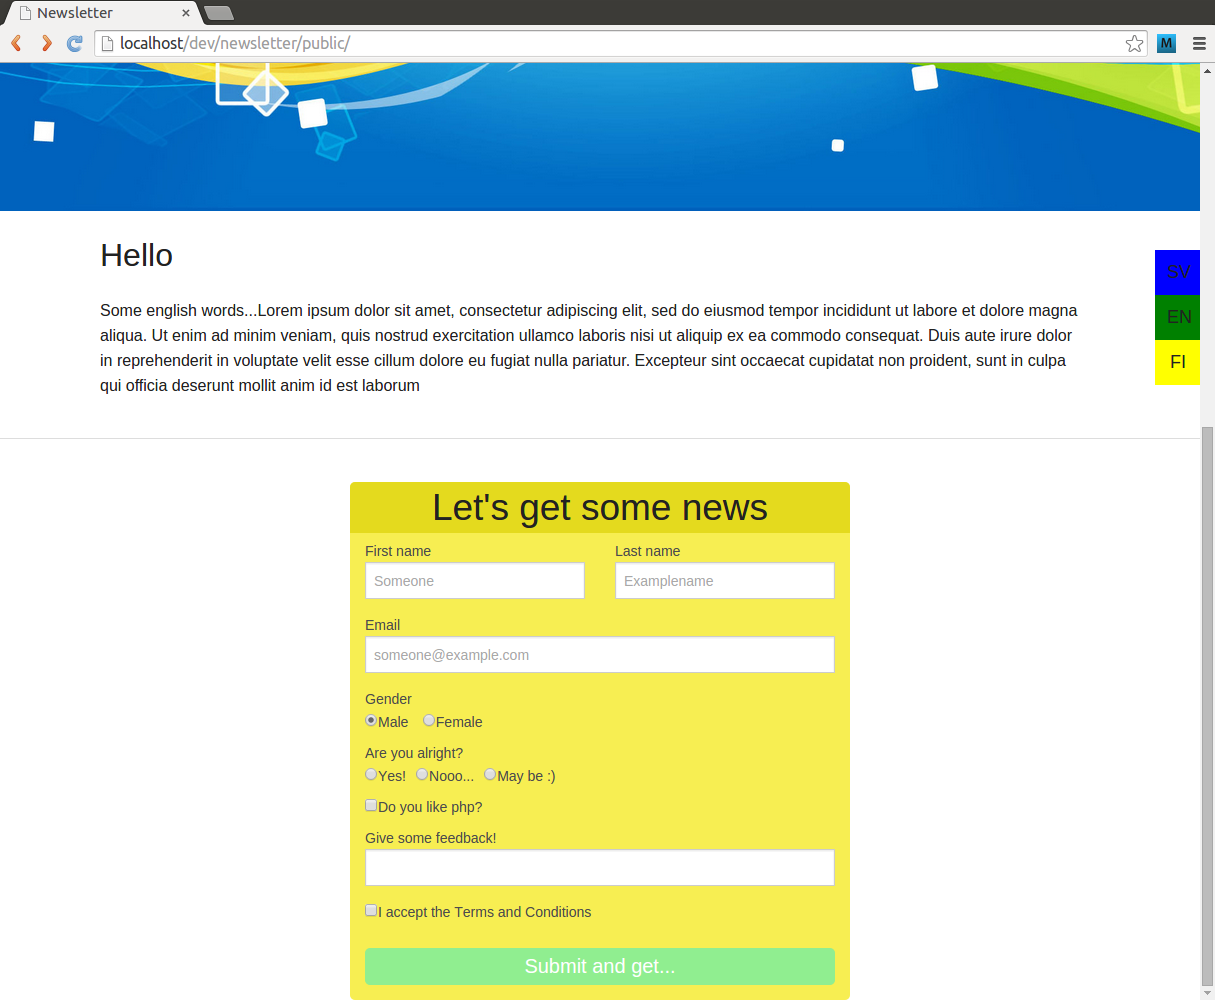 Newsletter
localhost/dev/newsletter/public/
M
Hello
Some english words...Lorem ipsum dolor sit amet, consectetur adipiscing elit, sed do eiusmod tempor incididunt ut labore et dolore magna
aliqua. Ut enim ad minim veniam, quis nostrud exercitation ullamco laboris nisi ut aliquip ex ea commodo consequat. Duis aute irure dolor
in reprehenderit in voluptate velit esse cillum dolore eu fugiat nulla pariatur. Excepteur sint occaecat cupidatat non proident, sunt in culpa
qui officia deserunt mollit anim id est laborum
SV
EN
FI
Let's get some news
First name Last name
Someone Examplename
Email
someone@example.com
Gender
Male Female
Are you alright?
Yes! Nooo... May be :)
Do you like php?
Give some feedback!
I accept the Terms and Conditions
Submit and get...